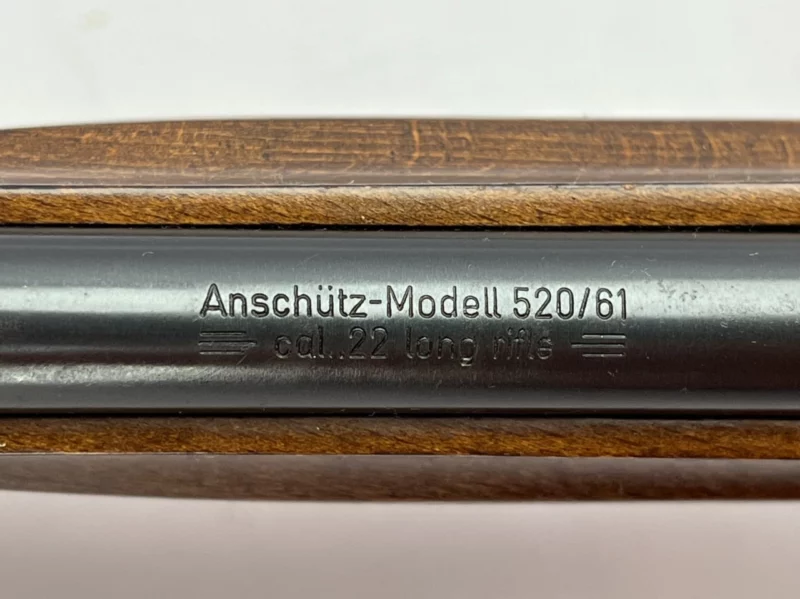 Anschütz-Modell 520/61
cal. .22 long rifle